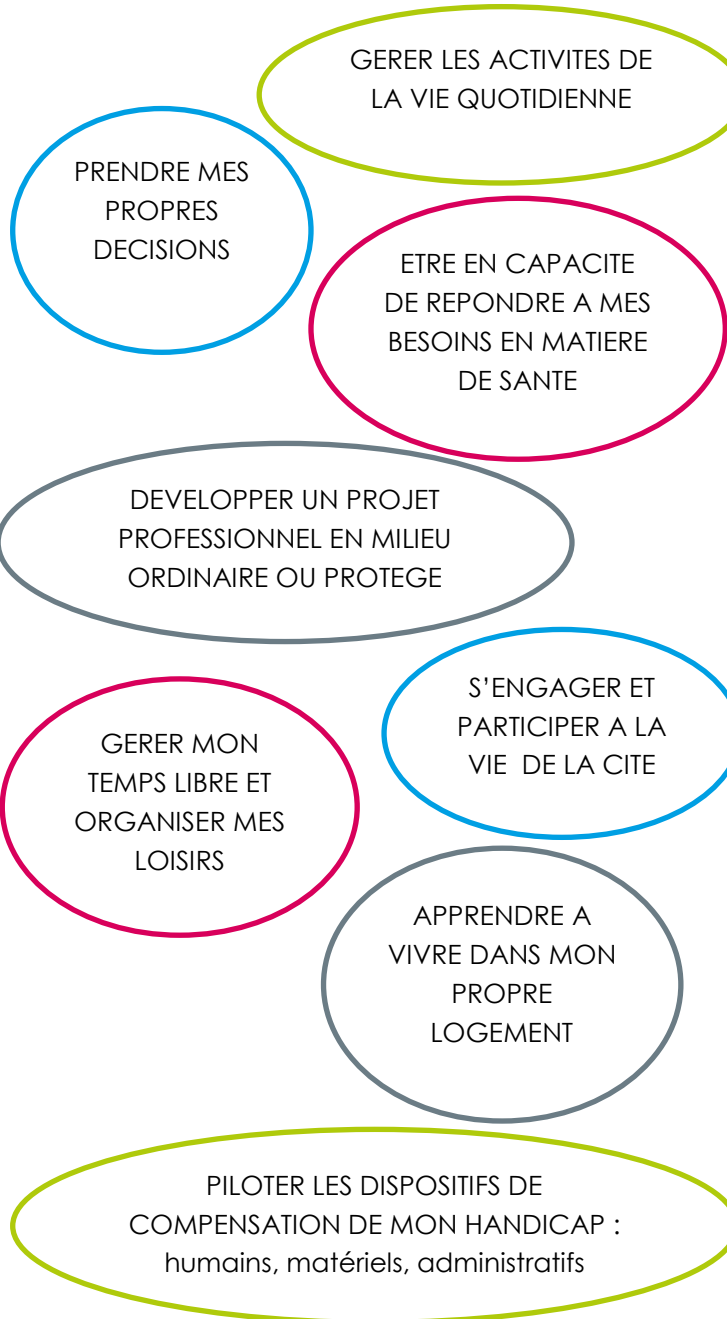 GERER LES ACTIVITES DE
LA VIE QUOTIDIENNE
PRENDRE MES
PROPRES
DECISIONS
ETRE EN CAPACITE
DE REPONDRE A MES
BESOINS EN MATIERE
DE SANTE
DEVELOPPER UN PROJET
PROFESSIONNEL EN MILIEU
ORDINAIRE OU PROTEGE
S'ENGAGER ET
PARTICIPER A LA
VIE DE LA CITE
GERER MON
TEMPS LIBRE ET
ORGANISER MES
LOISIRS
APPRENDRE A
VIVRE DANS MON
PROPRE
LOGEMENT
PILOTER LES DISPOSITIFS DE
COMPENSATION DE MON HANDICAP :
humains, matériels, administratifs